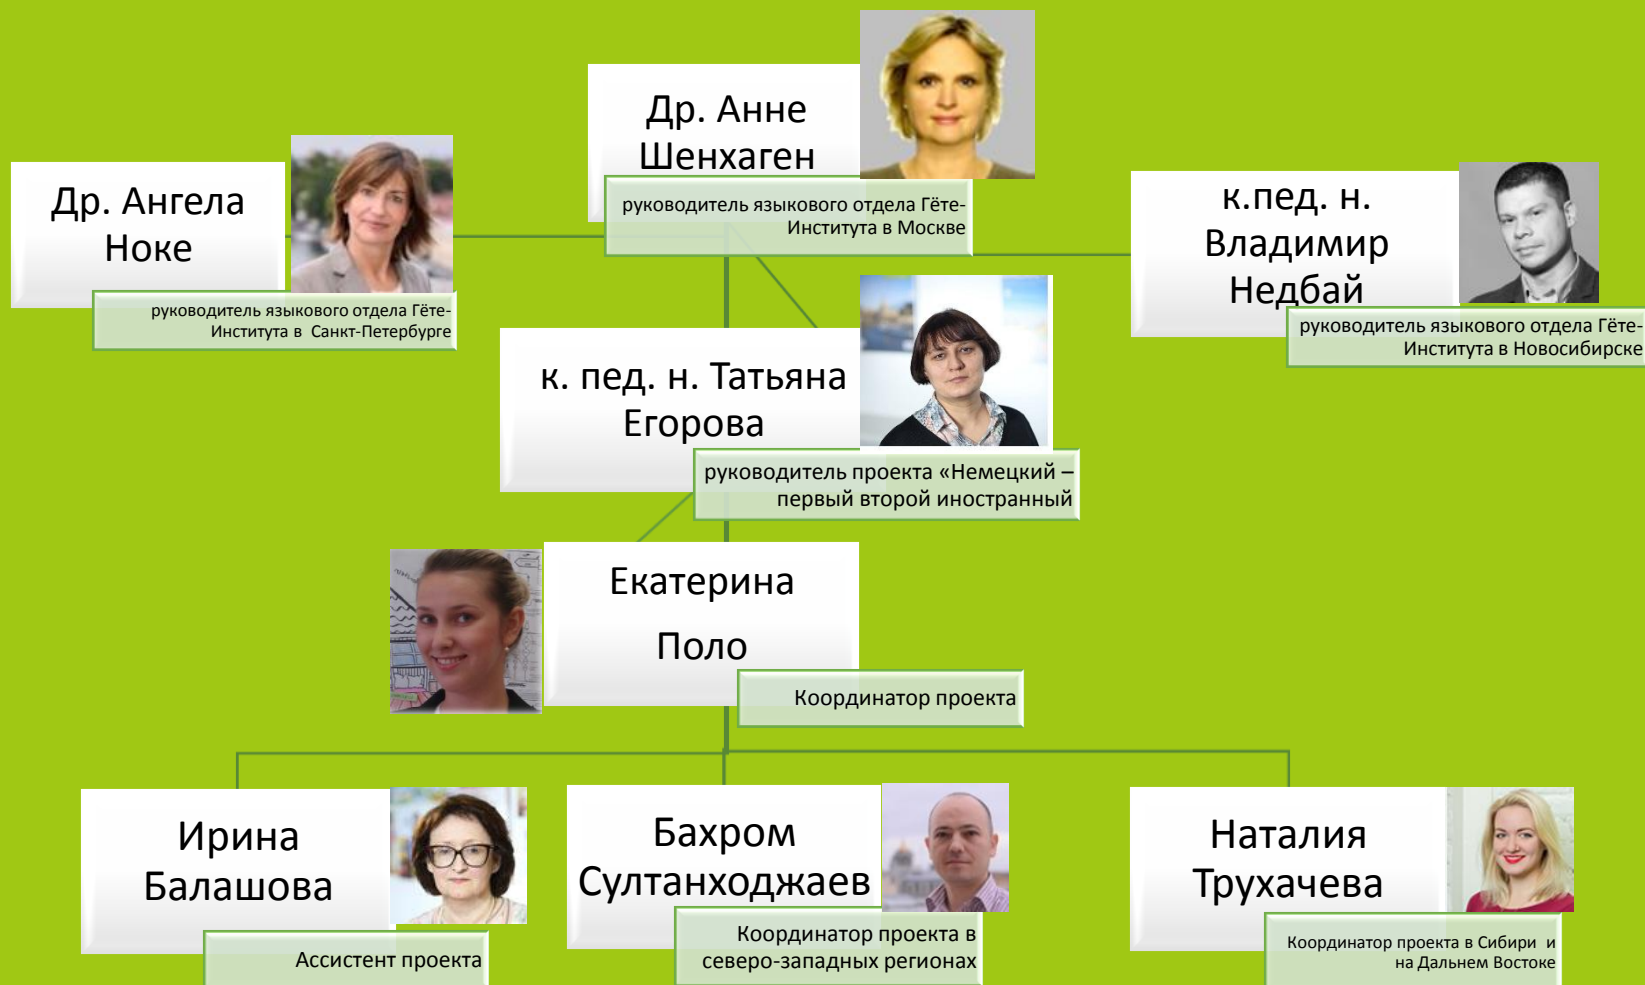 Др. Анне
Шенхаген
руководитель языкового отдела Гёте-
Института в Москве
Др. Ангела
Ноке
руководитель языкового отдела Гёте-
Института в  Санкт-Петербурге
к.пед. н.
Владимир
Недбай
руководитель языкового отдела Гёте-
Института в Новосибирске
к. пед. н. Татьяна
Егорова
руководитель проекта «Немецкий –
первый второй иностранный
Екатерина
Поло
Координатор проекта
Ирина
Балашова
Ассистент проекта
Бахром
Султанходжаев
Координатор проекта в
северо-западных регионах
Наталия
Трухачева
Координатор проекта в Сибири  и
на Дальнем Востоке